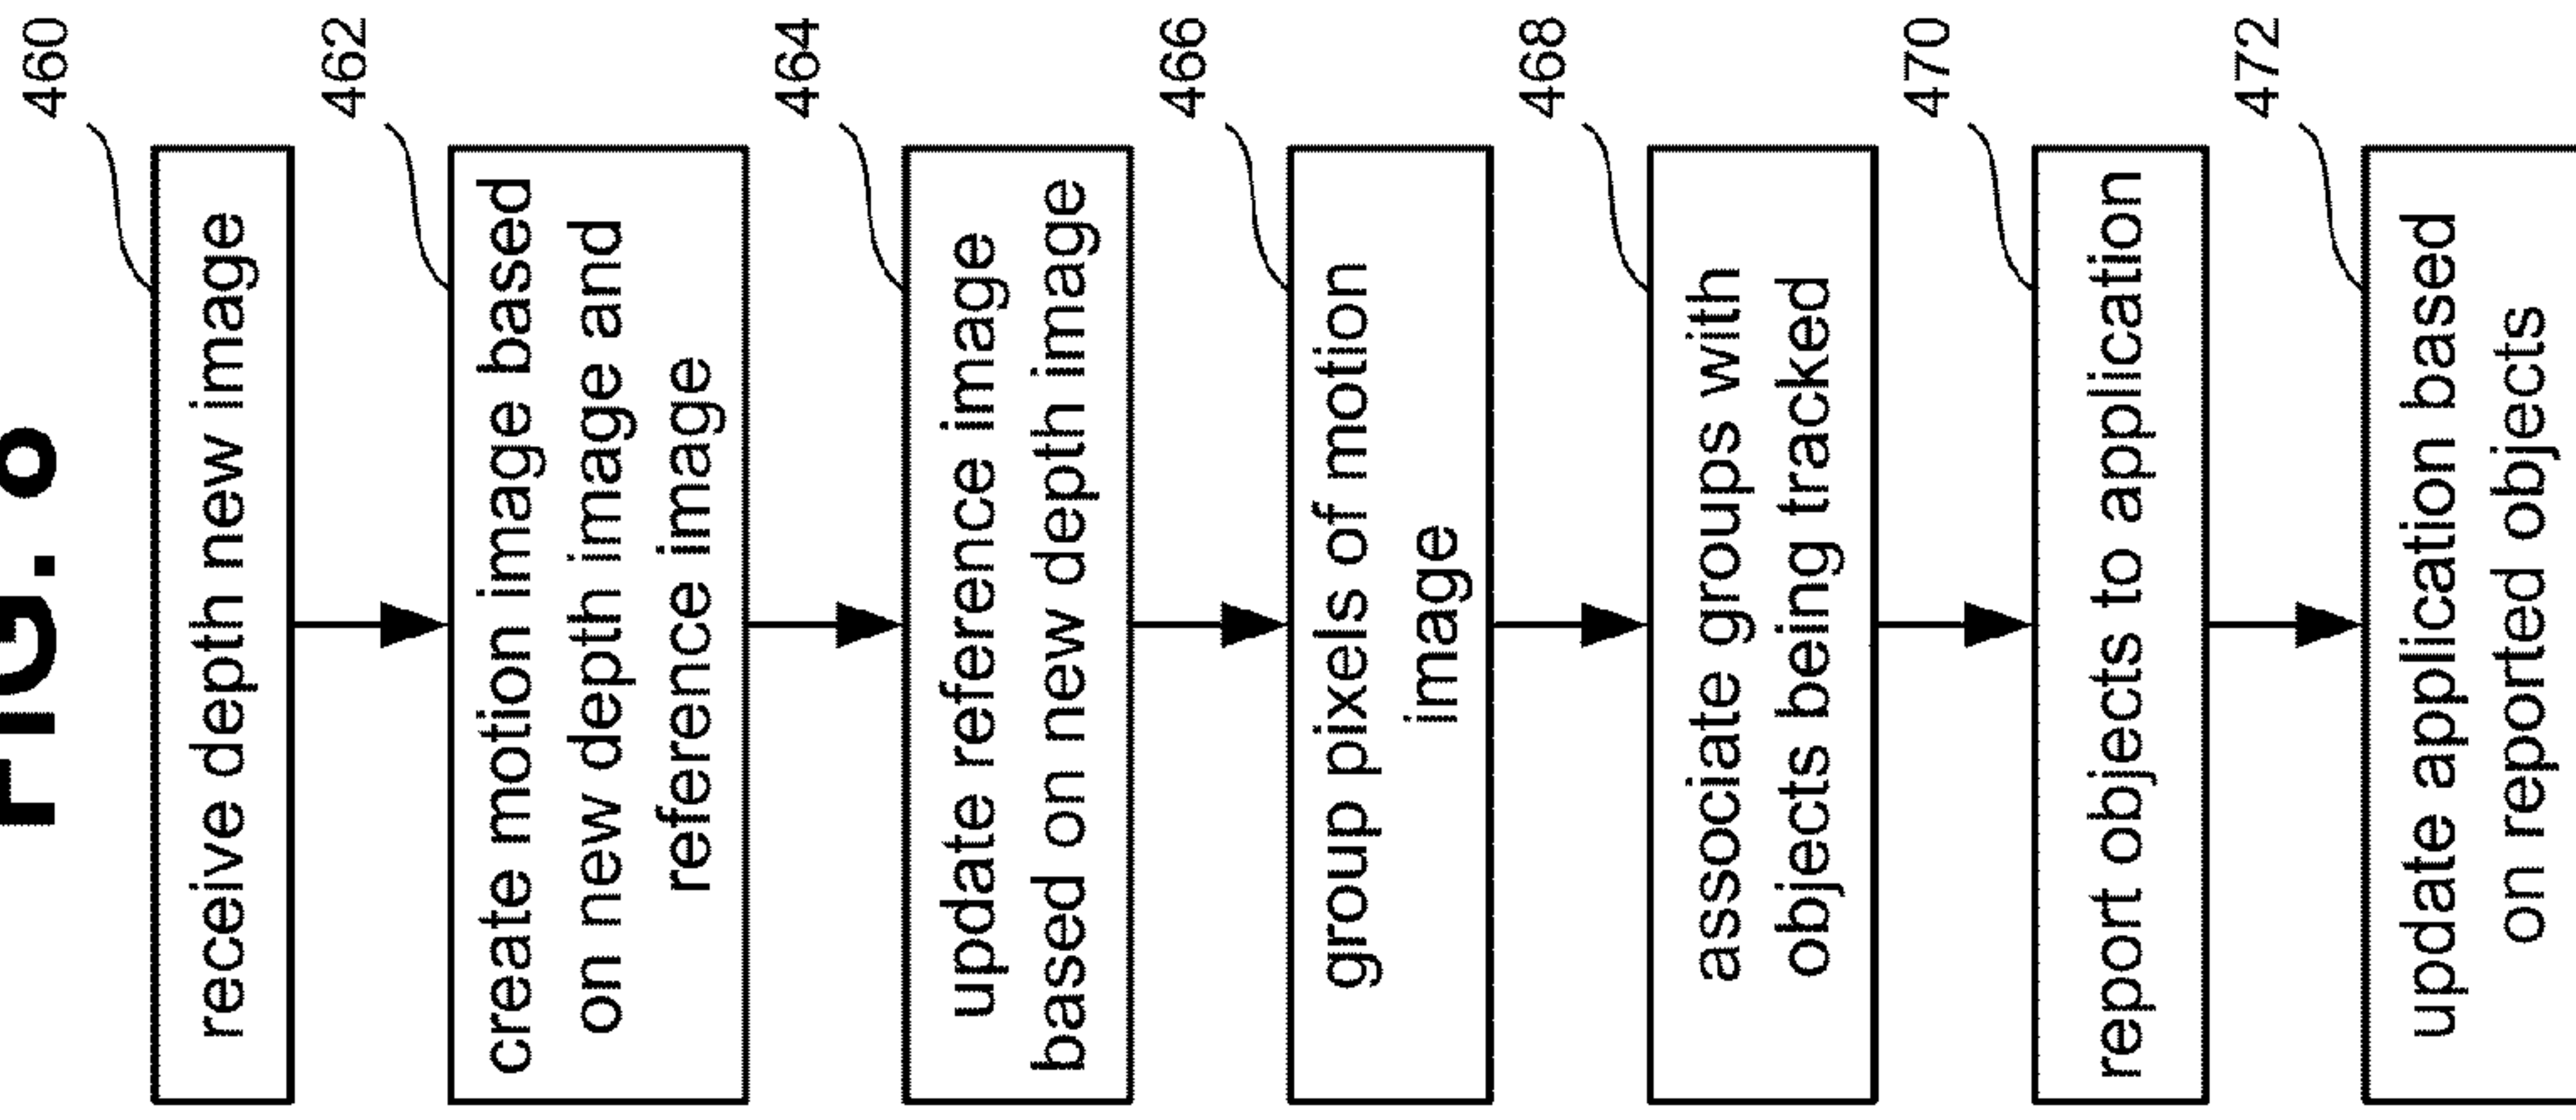 FIG.
460
receive depth new image
462
create motion image based
on new depth image and
reference image
464
update reference image
based on new depth image
466
group pixels of motion
image
468
associate groups with
objects being tracked
470
report objects to application
472
update application based
on reported objects